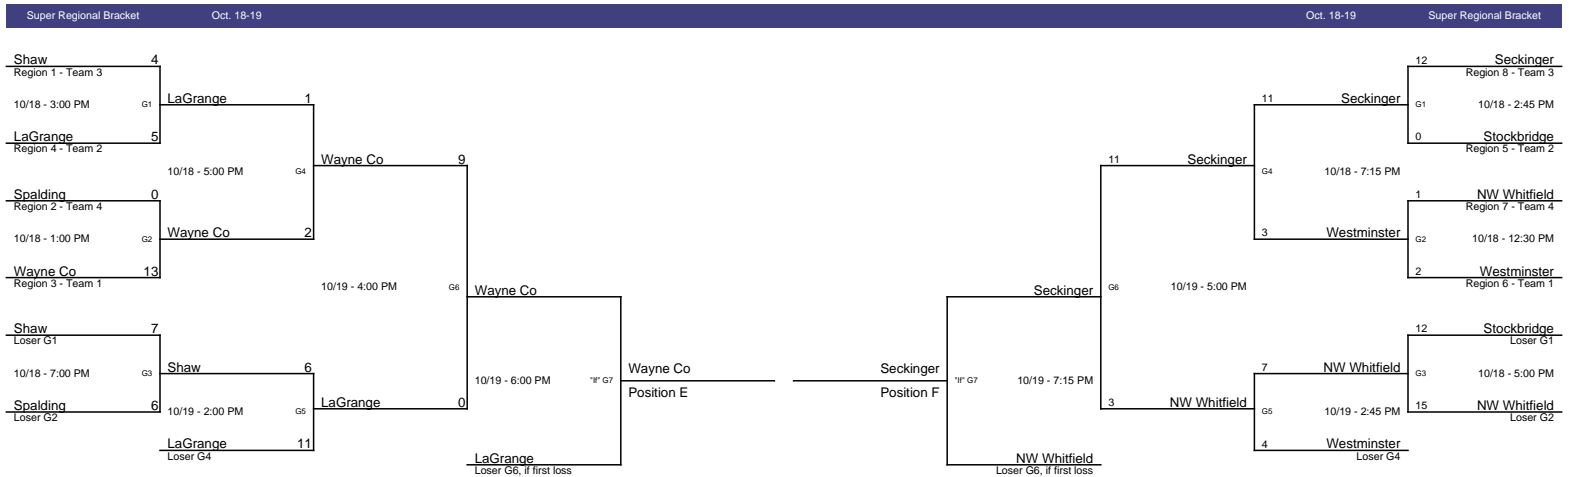 Super Regional Bracket Oct. 18-19 Oct. 18-19 Super Regional Bracket
Shaw 4
Region 1 - Team 3
10/18 - 3:00 PM G1
LaGrange 1
LaGrange 5
Region 4 - Team 2
10/18 - 5:00 PM G4
Wayne Co 9
Spalding 0
Region 2 - Team 4
10/18 - 1:00 PM G2
Wayne Co 2
Wayne Co 13
Region 3 - Team 1
10/19 - 4:00 PM G6
Wayne Co
Shaw 7
Loser G1
10/18 - 7:00 PM G3
Shaw 6
Spalding 6
Loser G2
10/19 - 2:00 PM G5
LaGrange 0
LaGrange 11
Loser G4
10/19 - 6:00 PM "If" G7
Wayne Co
Position E
LaGrange
Loser G6, if first loss
12 Seckinger
Region 8 - Team 3
11 Seckinger
G1 10/18 - 2:45 PM
0 Stockbridge
Region 5 - Team 2
11 Seckinger
G4 10/18 - 7:15 PM
1 NW Whitfield
Region 7 - Team 4
3 Westminster
G2 10/18 - 12:30 PM
2 Westminster
Region 6 - Team 1
Seckinger
G6 10/19 - 5:00 PM
12 Stockbridge
Loser G1
7 NW Whitfield
G3 10/18 - 5:00 PM
15 NW Whitfield
Loser G2
3 NW Whitfield
G5 10/19 - 2:45 PM
4 Westminster
Loser G4
Seckinger
Position F
"If" G7 10/19 - 7:15 PM
NW Whitfield
Loser G6, if first loss